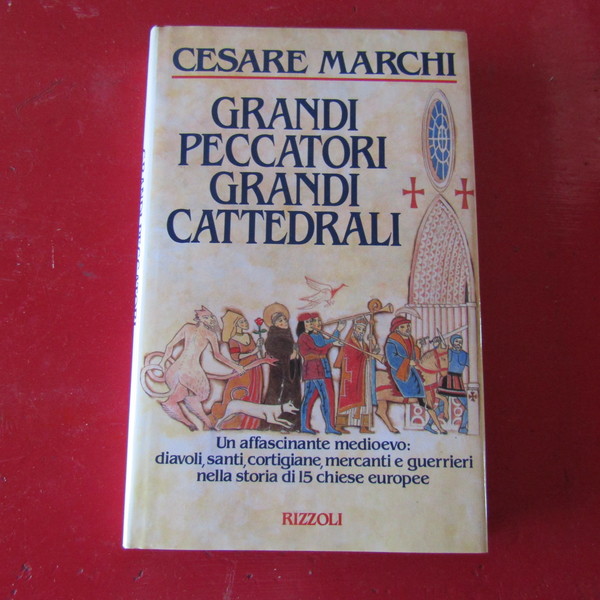 CESARE MARCHI
GRANDI
PECCATORI
GRANDI
CATTEDRALI
Un affascinante medioevo:
diavoli, santi, cortigiane, mercanti e guerrieri
nella storia di 15 chiese europee
RIZZOLI